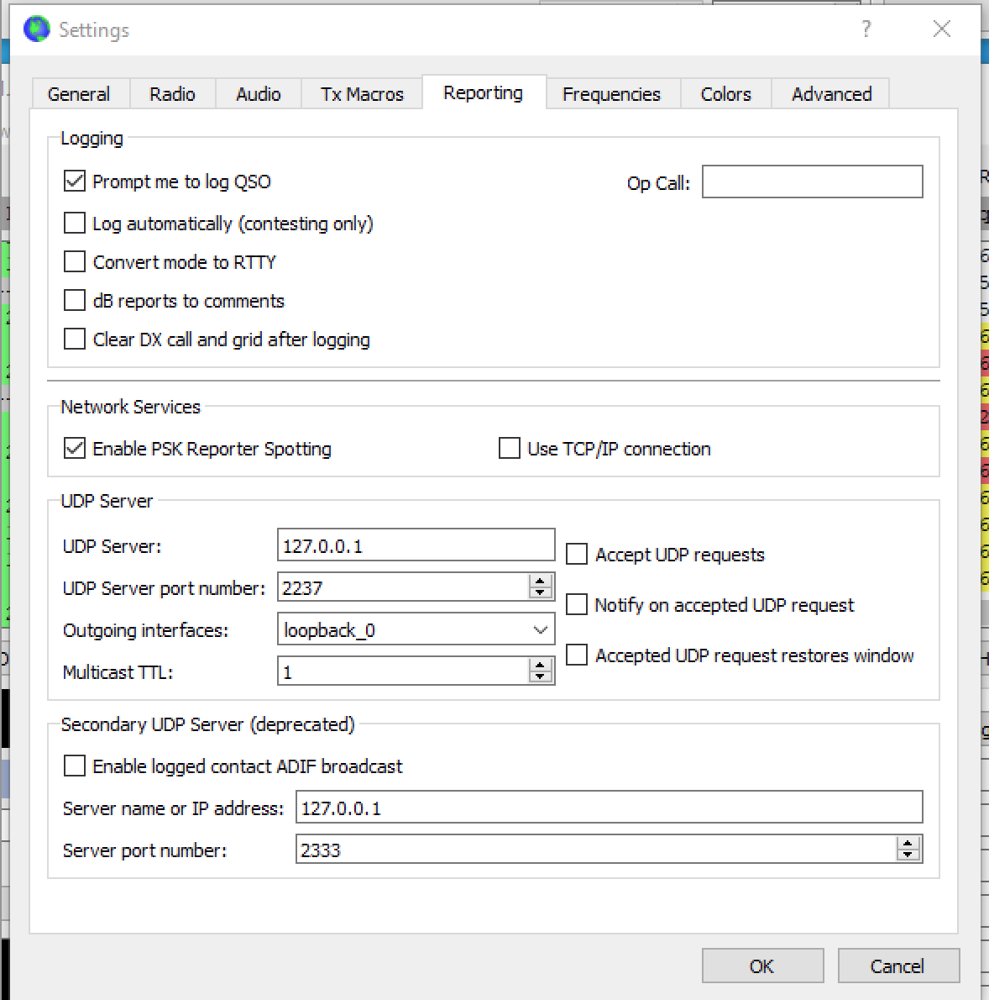 Settings
General Radio Audio Tx Macros Reporting Frequencies Colors Advanced
Logging
Prompt me to log QSO
Op Call:
Log automatically (contesting only)
Convert mode to RTTY
dB reports to comments
Clear DX call and grid after logging
Network Services
Enable PSK Reporter Spotting Use TCP/IP connection
UDP Server
UDP Server: 127.0.0.1
Accept UDP requests
UDP Server port number: 2237
Notify on accepted UDP request
Outgoing interfaces: loopback_0
Accepted UDP request restores window
Multicast TTL: 1
Secondary UDP Server (deprecated)
Enable logged contact ADIF broadcast
Server name or IP address: 127.0.0.1
Server port number: 2333
OK Cancel